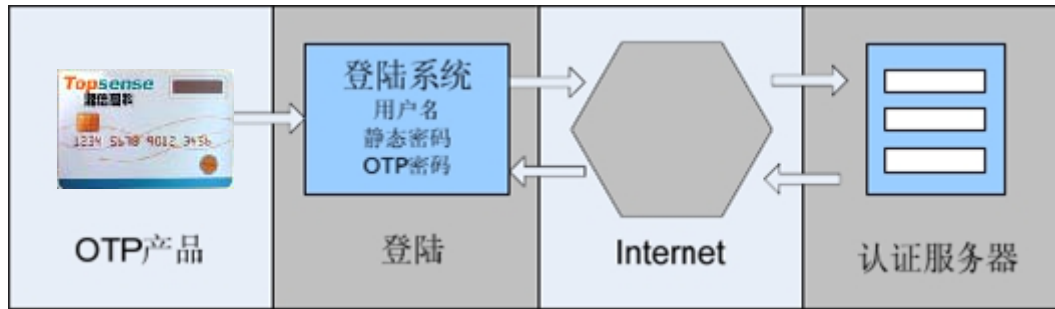 Topsense
1234 5678 9012 3456
OTP产品
登陆系统
用户名
静态密码
OTP密码
登陆
Internet
认证服务器